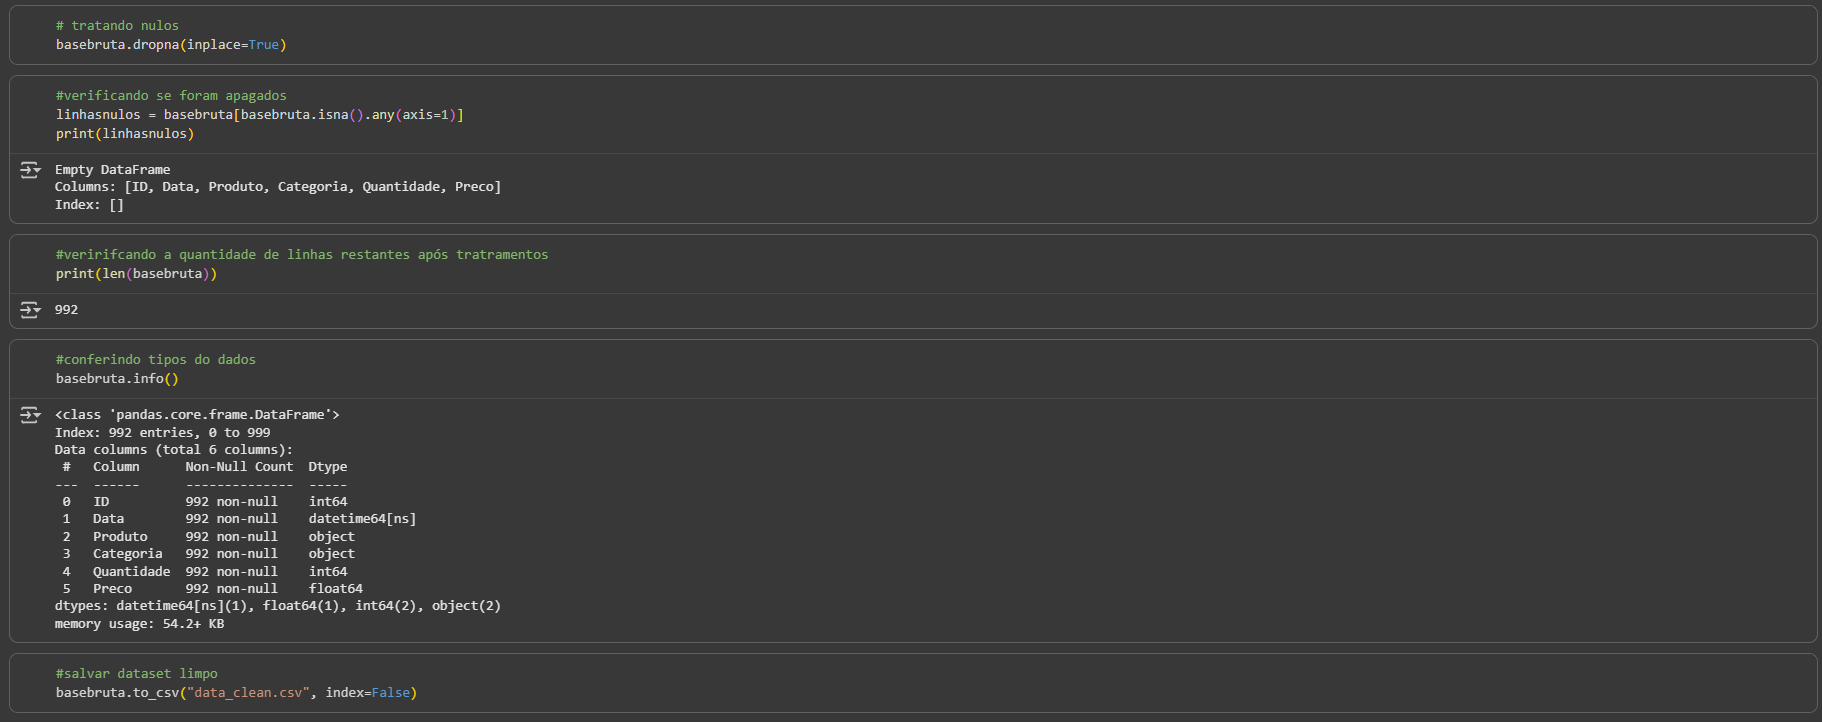 # tratando nulos
basebruta.dropna(inplace=True)
#verificando se foram apagados
linhasnulos = basebruta[basebruta.isna().any(axis=1)]
print(linhasnulos)
Empty DataFrame
Columns: [ID, Data, Produto, Categoria, Quantidade, Preco]
Index: []
#veririfcando a quantidade de linhas restantes após tratramentos
print(len(basebruta))
992
#conferindo tipos do dados
basebruta.info()
<class 'pandas.core.frame.DataFrame'>
Index: 992 entries, 0 to 999
Data columns (total 6 columns):
 #   Column      Non-Null Count  Dtype
---  ------      --------------  -----
 0   ID          992 non-null    int64
 1   Data        992 non-null    datetime64[ns]
 2   Produto     992 non-null    object
 3   Categoria   992 non-null    object
 4   Quantidade  992 non-null    int64
 5   Preco       992 non-null    float64
dtypes: datetime64[ns](1), float64(1), int64(2), object(2)
memory usage: 54.2+ KB
#salvar dataset limpo
basebruta.to_csv("data_clean.csv", index=False)